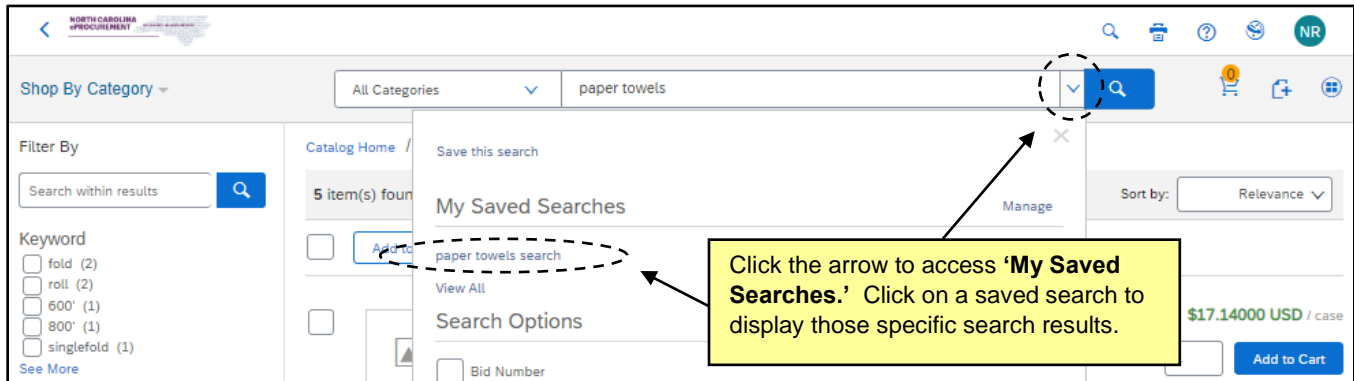 NORTH CAROLINA
ePROCUREMENT
NR
Shop By Category
All Categories
paper towels
0
Filter By
Search within results
Keyword
fold (2)
roll (2)
600' (1)
800' (1)
singlefold (1)
See More
Catalog Home /
5 item(s) foun
Add to
Save this search
My Saved Searches
Manage
paper towels search
View All
Search Options
Bid Number
Sort by:
Relevance
Click the arrow to access ‘My Saved
Searches.’ Click on a saved search to
display those specific search results.
$17.14000 USD / case
Add to Cart